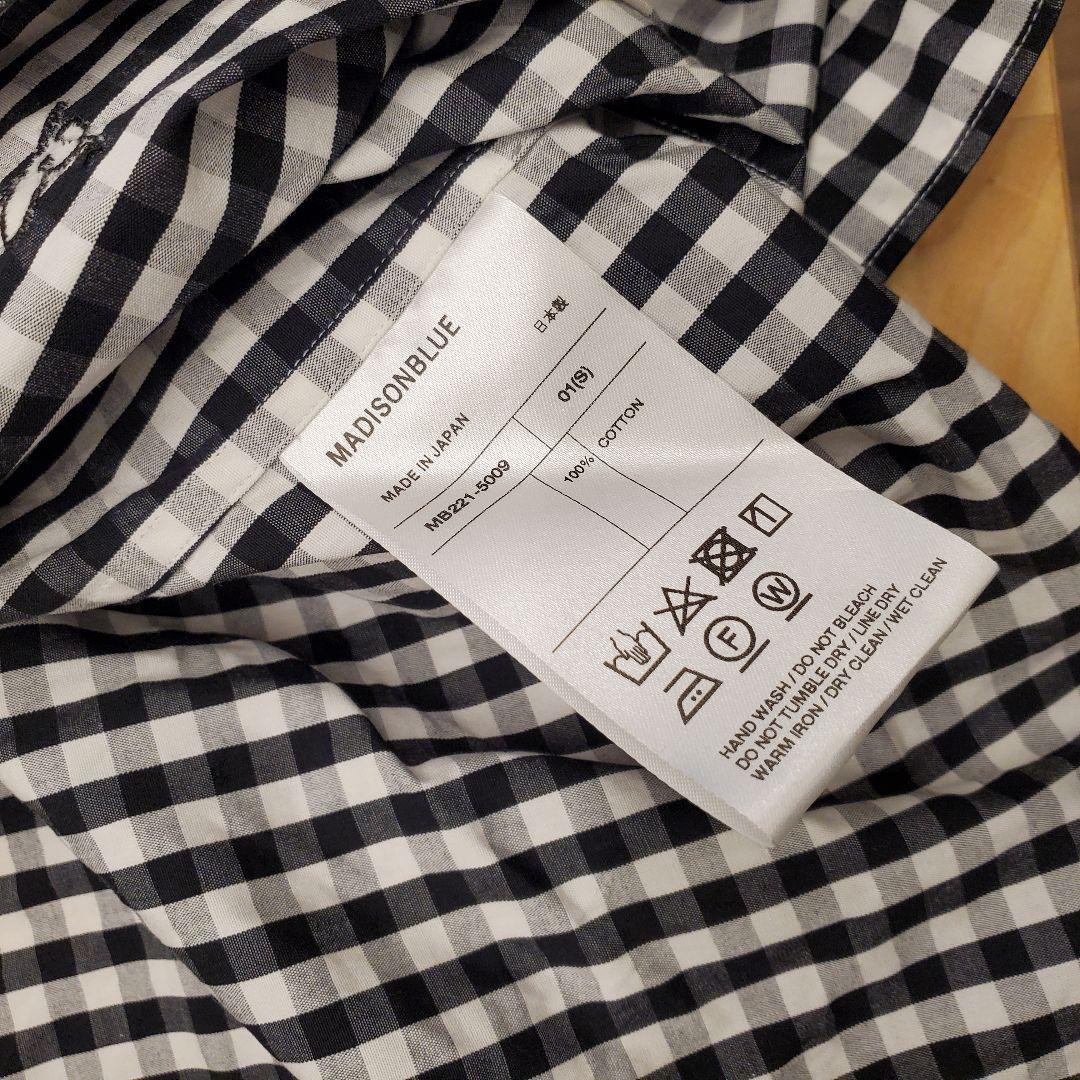 MADISONBLUE
MADE IN JAPAN 日本製
MB221-5009 01(S)
100% COTTON
F W
HAND WASH / DO NOT BLEACH
DO NOT TUMBLE DRY / LINE DRY
WARM IRON / DRY CLEAN / WET CLEAN